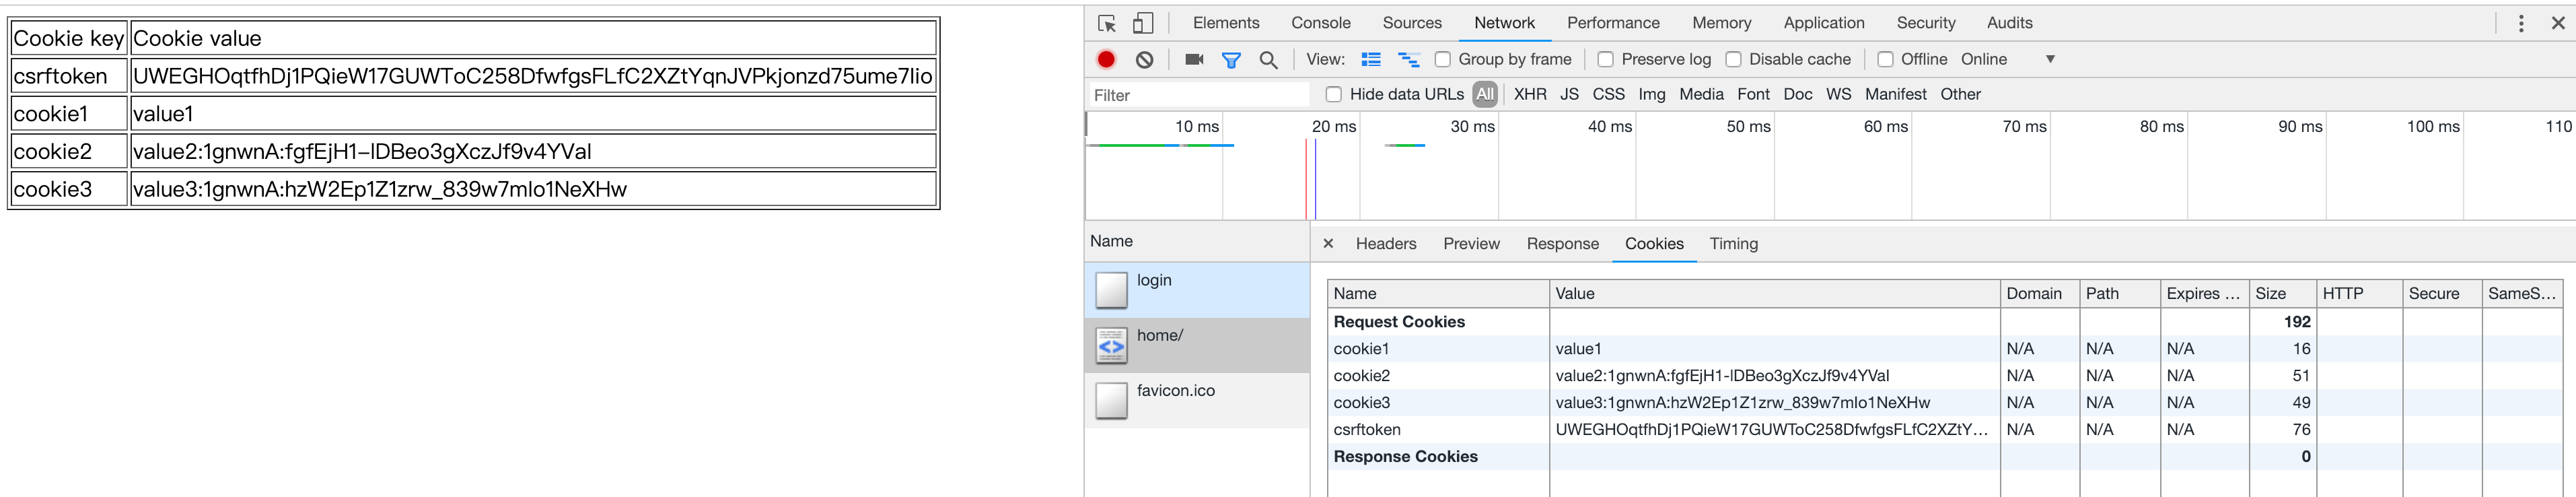 Cookie key Cookie value
csrftoken UWEGHOqtfhDj1PQieW17GUWToC258DfwfgsFLfC2XZtYqnJVPkjonzd75ume7lio
cookie1 value1
cookie2 value2:1gnwnA:fgfEjH1-lDBeo3gXczJf9v4YVaI
cookie3 value3:1gnwnA:hzW2Ep1Z1zrw_839w7mlo1NeXHw
Elements Console Sources Network Performance Memory Application Security Audits
View: Group by frame Preserve log Disable cache Offline Online
Filter Hide data URLs All XHR JS CSS Img Media Font Doc WS Manifest Other
10 ms 20 ms 30 ms 40 ms 50 ms 60 ms 70 ms 80 ms 90 ms 100 ms 110
Name
login
home/
favicon.ico
Headers Preview Response Cookies Timing
Name Value Domain Path Expires ... Size HTTP Secure SameS...
Request Cookies 192
cookie1 value1 N/A N/A N/A 16
cookie2 value2:1gnwnA:fgfEjH1-lDBeo3gXczJf9v4YVaI N/A N/A N/A 51
cookie3 value3:1gnwnA:hzW2Ep1Z1zrw_839w7mIo1NeXHw N/A N/A N/A 49
csrftoken UWEGHOqtfhDj1PQieW17GUWToC258DfwfgsFLfC2XZtY... N/A N/A N/A 76
Response Cookies 0